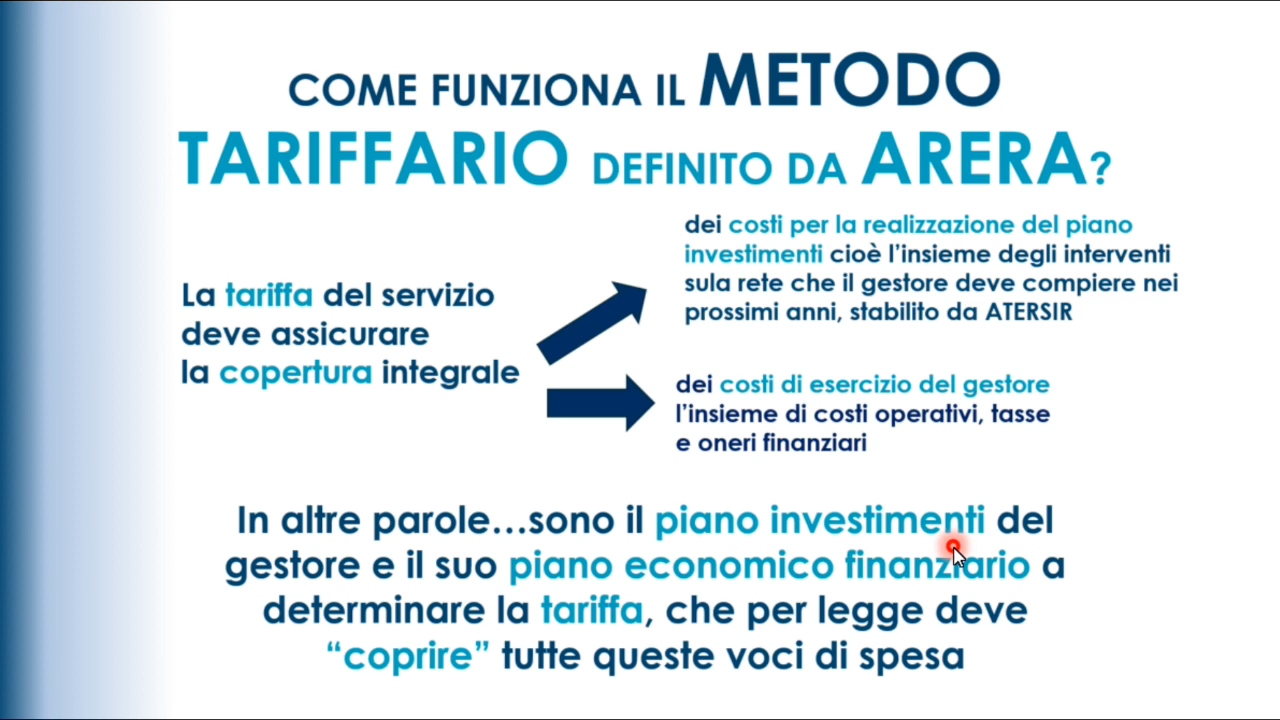 COME FUNZIONA IL METODO
TARIFFARIO DEFINITO DA ARERA?
La tariffa del servizio
deve assicurare
la copertura integrale
dei costi per la realizzazione del piano
investimenti cioè l’insieme degli interventi
sula rete che il gestore deve compiere nei
prossimi anni, stabilito da ATERSIR
dei costi di esercizio del gestore
l’insieme di costi operativi, tasse
e oneri finanziari
In altre parole…sono il piano investimenti del
gestore e il suo piano economico finanziario a
determinare la tariffa, che per legge deve
“coprire” tutte queste voci di spesa